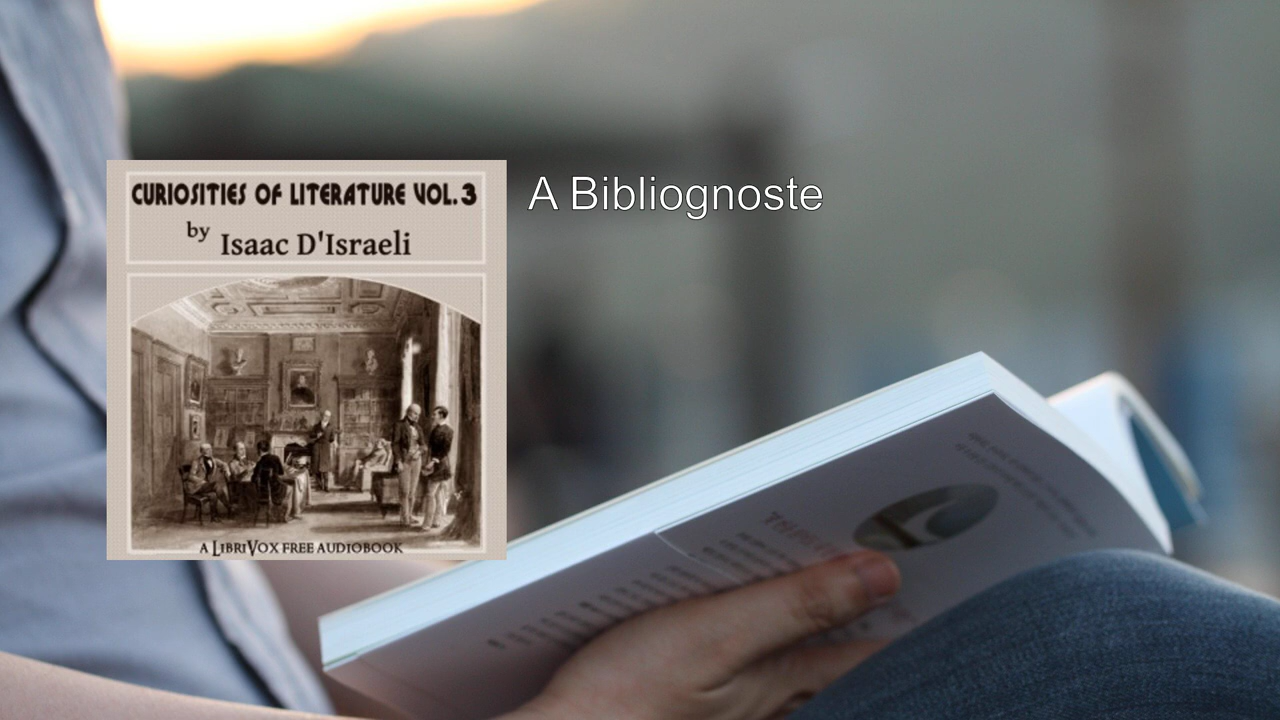 CURIOSITIES OF LITERATURE VOL. 3
by Isaac D'Israeli
A LIBRIVOX FREE AUDIOBOOK
A Bibliognoste